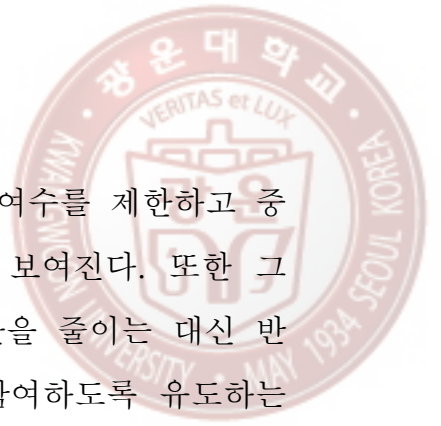 광운대학교
VERITAS et LUX
KWANGWOON UNIVERSITY • MAY 1934 SEOUL KOREA
여수를 제한하고 중
보여진다. 또한 그
을 줄이는 대신 반
참여하도록 유도하는